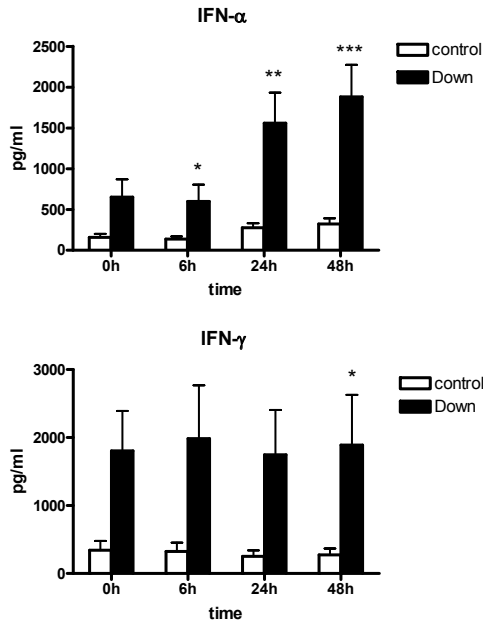 IFN-α
control
Down
pg/ml
2500
2000
1500
1000
500
0
*
**
***
0h 6h 24h 48h
time
IFN-γ
control
Down
pg/ml
3000
2000
1000
0
*
0h 6h 24h 48h
time